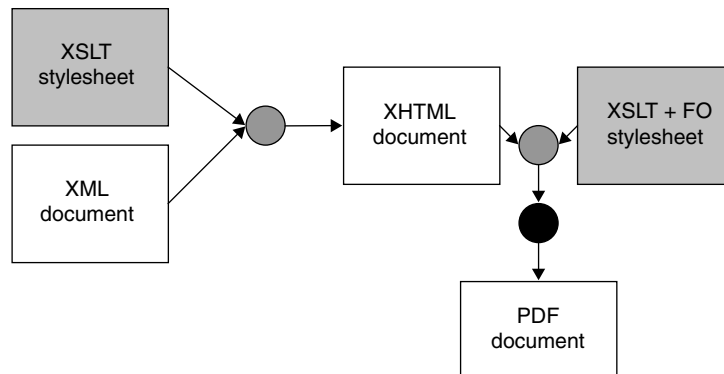 XSLT
stylesheet
XML
document
XHTML
document
XSLT + FO
stylesheet
PDF
document